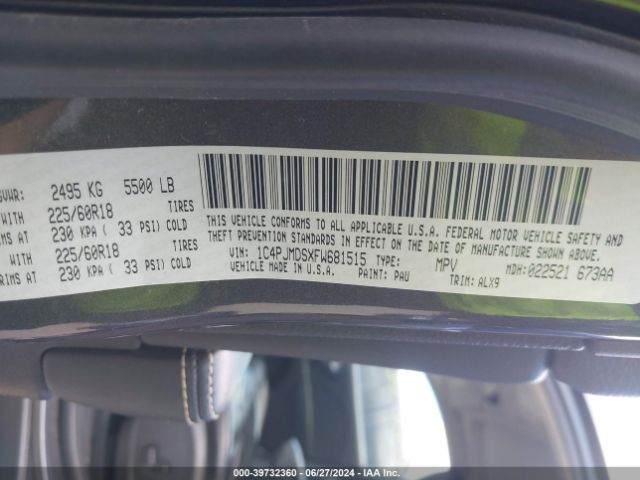 GVWR: 2495 KG 5500 LB
WITH 225/60R18 TIRES
RIMS AT 230 KPA ( 33 PSI) COLD
WITH 225/60R18 TIRES
RIMS AT 230 KPA ( 33 PSI) COLD
THIS VEHICLE CONFORMS TO ALL APPLICABLE U.S.A. FEDERAL MOTOR VEHICLE SAFETY AND
THEFT PREVENTION STANDARDS IN EFFECT ON THE DATE OF MANUFACTURE SHOWN ABOVE.
VIN: 1C4PJMDSXFW681515 TYPE: MPV MDH:022521 673AA
VEHICLE MADE IN U.S.A. PAINT: PAU TRIM: ALX9
000-39732360 - 06/27/2024 - IAA Inc.